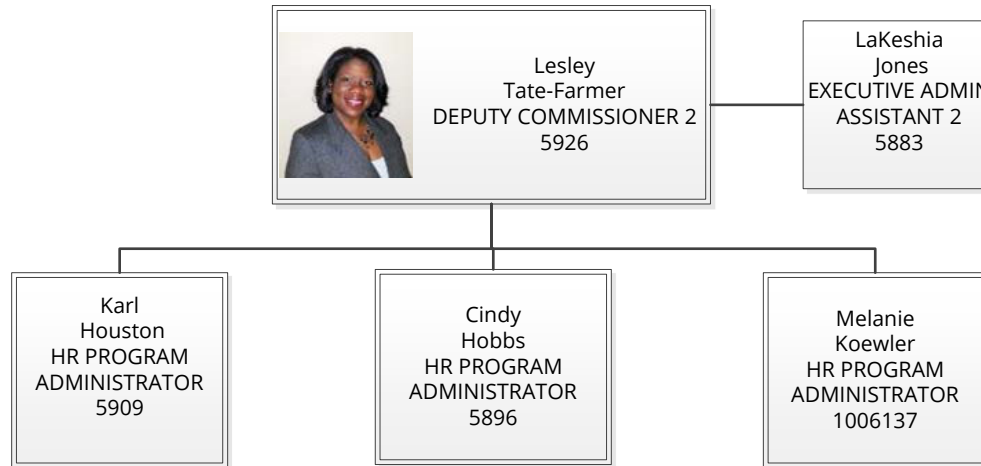 Lesley
Tate-Farmer
DEPUTY COMMISSIONER 2
5926
LaKeshia
Jones
EXECUTIVE ADMIN
ASSISTANT 2
5883
Karl
Houston
HR PROGRAM
ADMINISTRATOR
5909
Cindy
Hobbs
HR PROGRAM
ADMINISTRATOR
5896
Melanie
Koewler
HR PROGRAM
ADMINISTRATOR
1006137